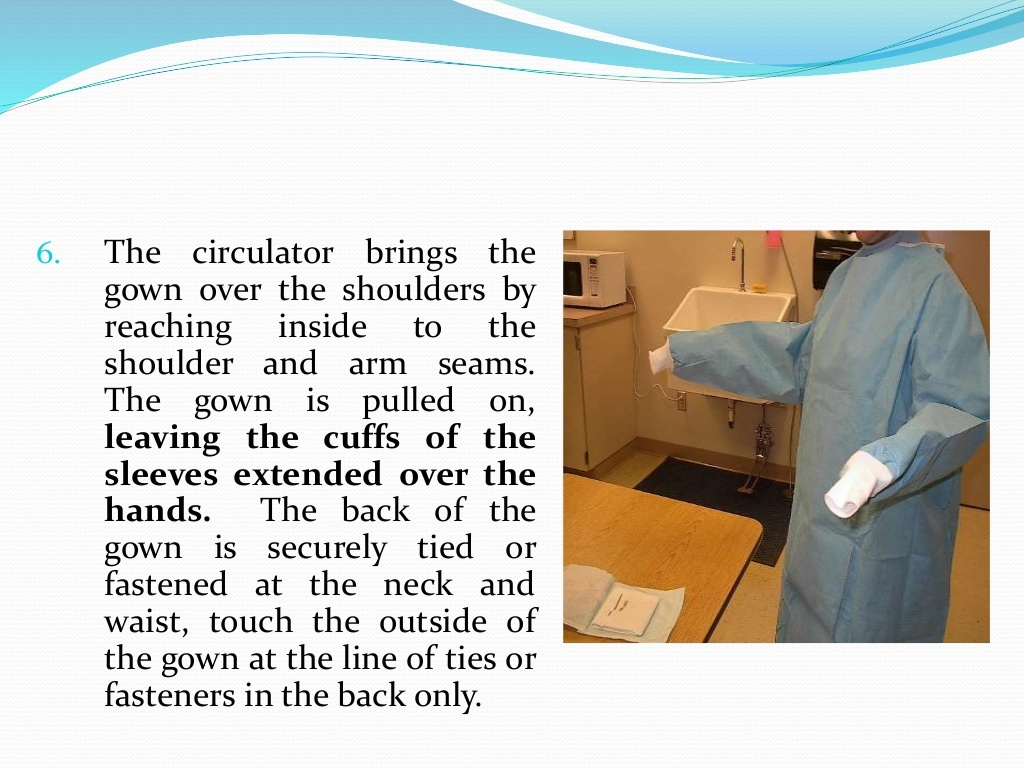 6. The circulator brings the
gown over the shoulders by
reaching inside to the
shoulder and arm seams.
The gown is pulled on,
leaving the cuffs of the
sleeves extended over the
hands. The back of the
gown is securely tied or
fastened at the neck and
waist, touch the outside of
the gown at the line of ties or
fasteners in the back only.